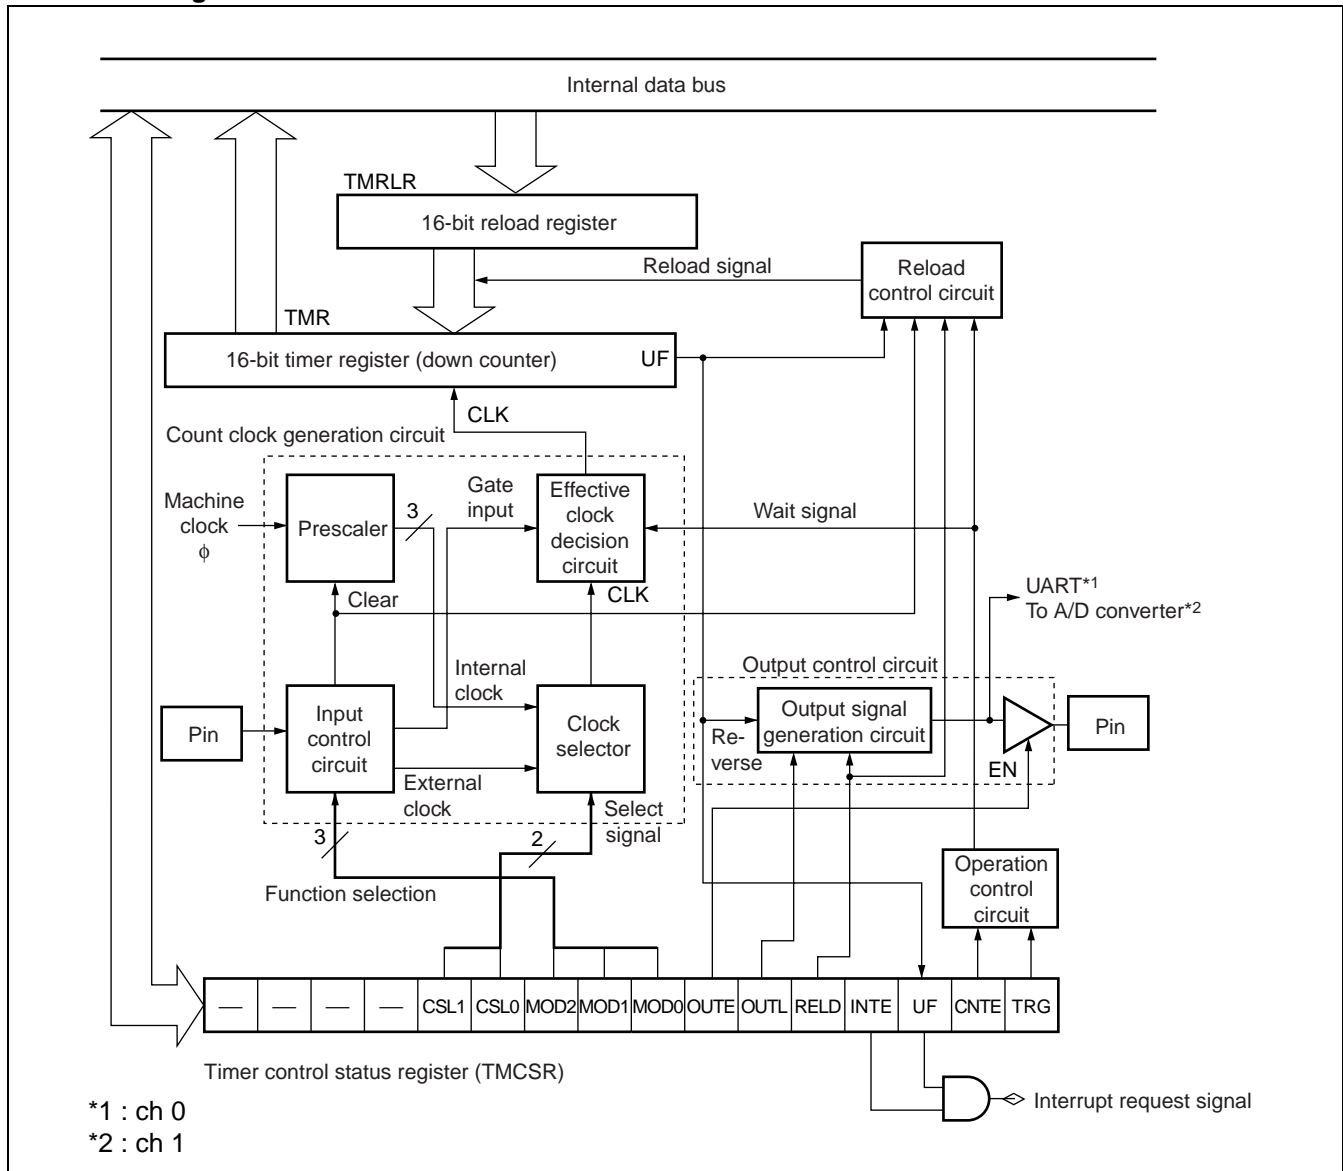 Internal data bus
TMRLR
16-bit reload register
Reload signal
Reload
control circuit
TMR
16-bit timer register (down counter)
UF
CLK
Count clock generation circuit
Machine
clock
ϕ
Prescaler
3
Gate
input
Effective
clock
decision
circuit
Wait signal
CLK
Clear
UART*1
To A/D converter*2
Output control circuit
Internal
clock
Pin
Input
control
circuit
Clock
selector
Re-
verse
Output signal
generation circuit
EN
Pin
External
clock
Select
signal
3
2
Function selection
Operation
control
circuit
— — — — CSL1 CSL0 MOD2 MOD1 MOD0 OUTE OUTL RELD INTE UF CNTE TRG
Timer control status register (TMCSR)
Interrupt request signal
*1 : ch 0
*2 : ch 1